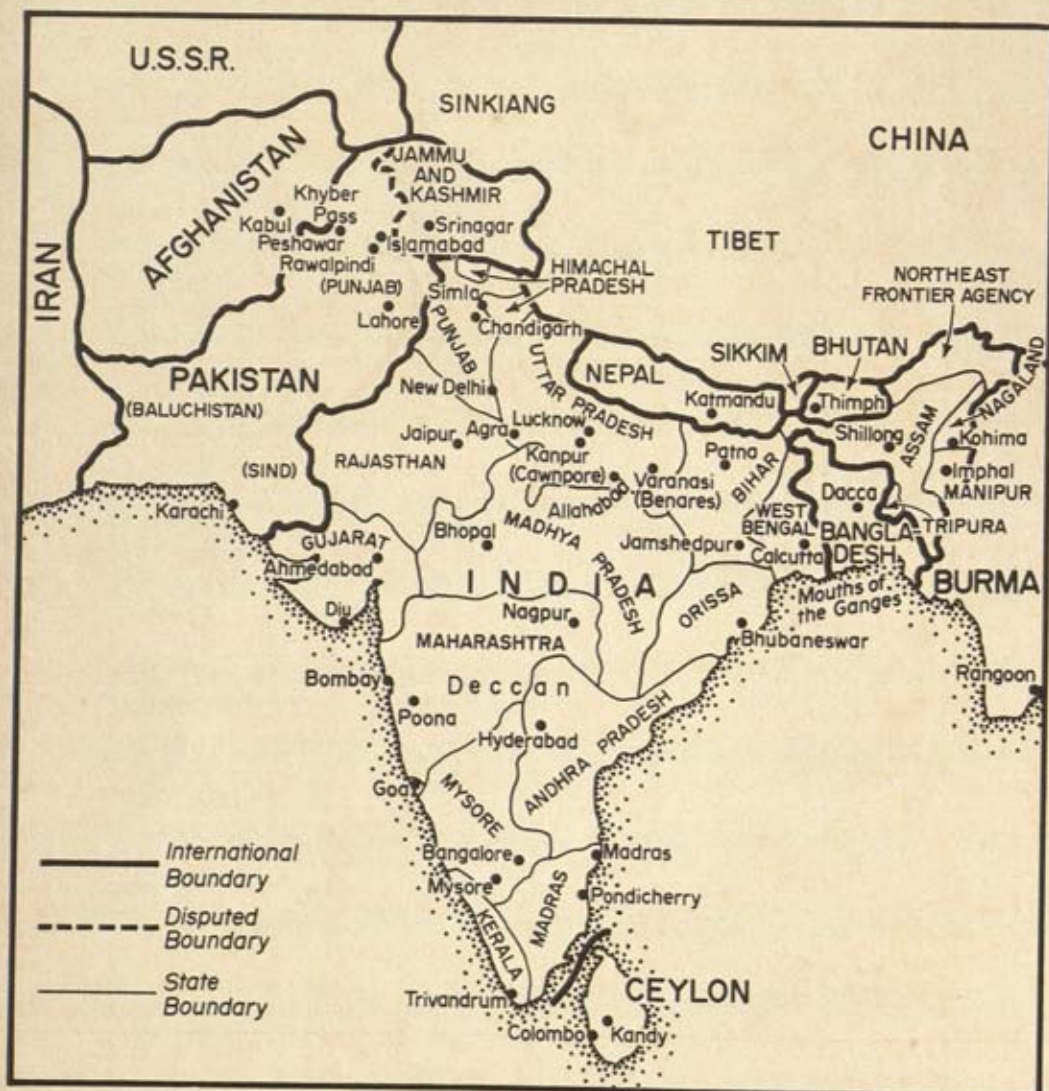 U.S.S.R.
SINKIANG
CHINA
AFGHANISTAN
JAMMU
AND
KASHMIR
Khyber
Pass
Kabul
Srinagar
Peshawar
Islamabad
Rawalpindi
TIBET
IRAN
HIMACHAL
PRADESH
NORTHEAST
FRONTIER AGENCY
(PUNJAB)
Simla
Lahore
Chandigarh
PUNJAB
SIKKIM
BHUTAN
NAGALAND
UTTAR PRADESH
NEPAL
PAKISTAN
(BALUCHISTAN)
New Delhi
Katmandu
Thimph
Lucknow
Agra
Jaipur
Shillong
ASSAM
Kohima
RAJASTHAN
Kanpur
(Cawnpore)
Patna
(SIND)
Varanasi
(Benares)
BIHAR
Imphal
MANIPUR
Allahabad
Karachi
Dacca
WEST
BENGAL
TRIPURA
GUJARAT
Bhopal
MADHYA
PRADESH
Jamshedpur
BANGLA
DESH
Ahmedabad
Calcutta
INDIA
BURMA
Mouths of
the Ganges
Diu
Nagpur
ORISSA
MAHARASHTRA
Bhubaneswar
Bombay
Deccan
Rangoon
Poona
Hyderabad
ANDHRA PRADESH
Goa
MYSORE
International
Boundary
Bangalore
Madras
Mysore
Pondicherry
Disputed
Boundary
MADRAS
KERALA
State
Boundary
Trivandrum
CEYLON
Colombo
Kandy